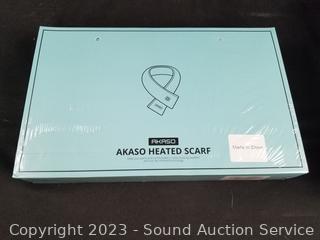 AKASO
AKASO HEATED SCARF
Made in China
Copyright © 2023 - Sound Auction Service